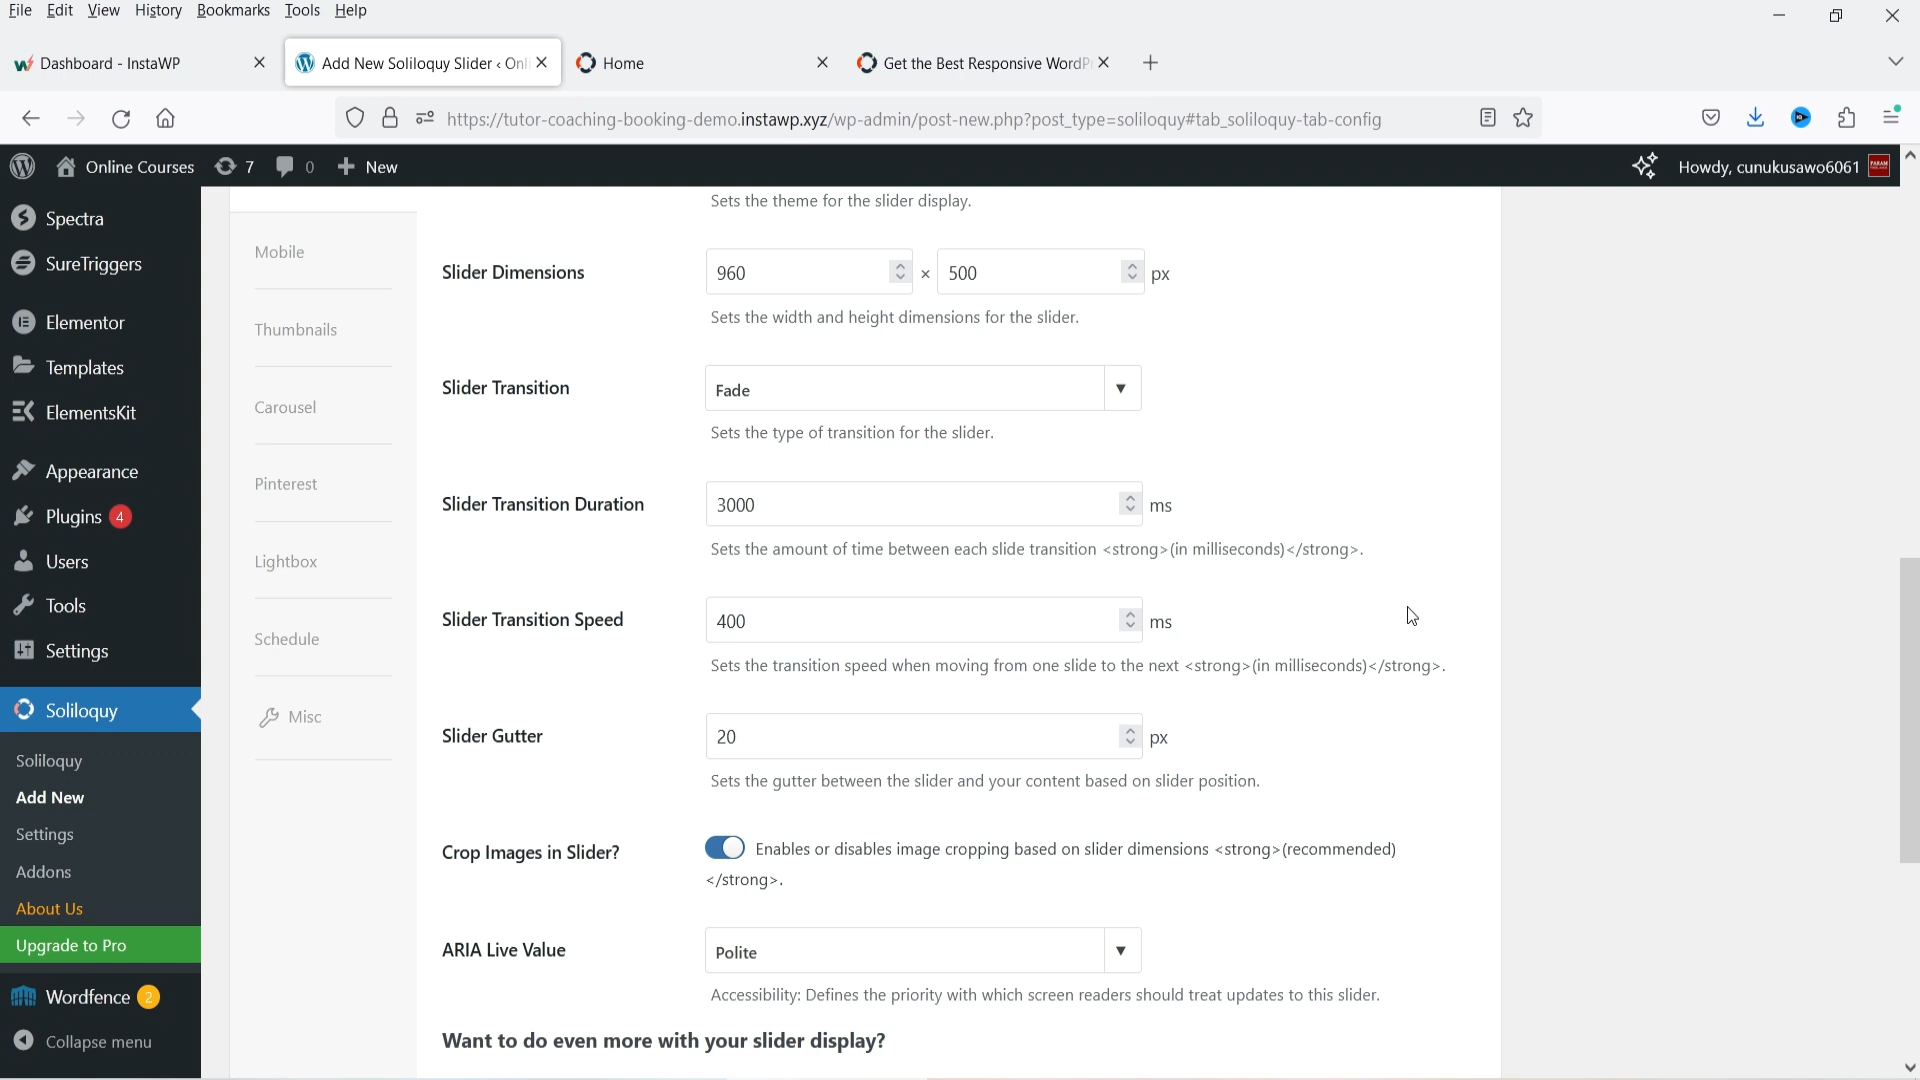 File Edit View History Bookmarks Tools Help
Dashboard - InstaWP
Add New Soliloquy Slider ‹ Onli
Home
Get the Best Responsive WordP
https://tutor-coaching-booking-demo.instawp.xyz/wp-admin/post-new.php?post_type=soliloquy#tab_soliloquy-tab-config
Online Courses 7 0 New
Howdy, cunukusawo6061
Spectra
SureTriggers
Elementor
Templates
ElementsKit
Appearance
Plugins 4
Users
Tools
Settings
Soliloquy
Soliloquy
Add New
Settings
Addons
About Us
Upgrade to Pro
Wordfence 2
Collapse menu
Mobile
Thumbnails
Carousel
Pinterest
Lightbox
Schedule
Misc
Sets the theme for the slider display.
Slider Dimensions 960 × 500 px
Sets the width and height dimensions for the slider.
Slider Transition Fade
Sets the type of transition for the slider.
Slider Transition Duration 3000 ms
Sets the amount of time between each slide transition <strong>(in milliseconds)</strong>.
Slider Transition Speed 400 ms
Sets the transition speed when moving from one slide to the next <strong>(in milliseconds)</strong>.
Slider Gutter 20 px
Sets the gutter between the slider and your content based on slider position.
Crop Images in Slider? Enables or disables image cropping based on slider dimensions <strong>(recommended)
</strong>.
ARIA Live Value Polite
Accessibility: Defines the priority with which screen readers should treat updates to this slider.
Want to do even more with your slider display?